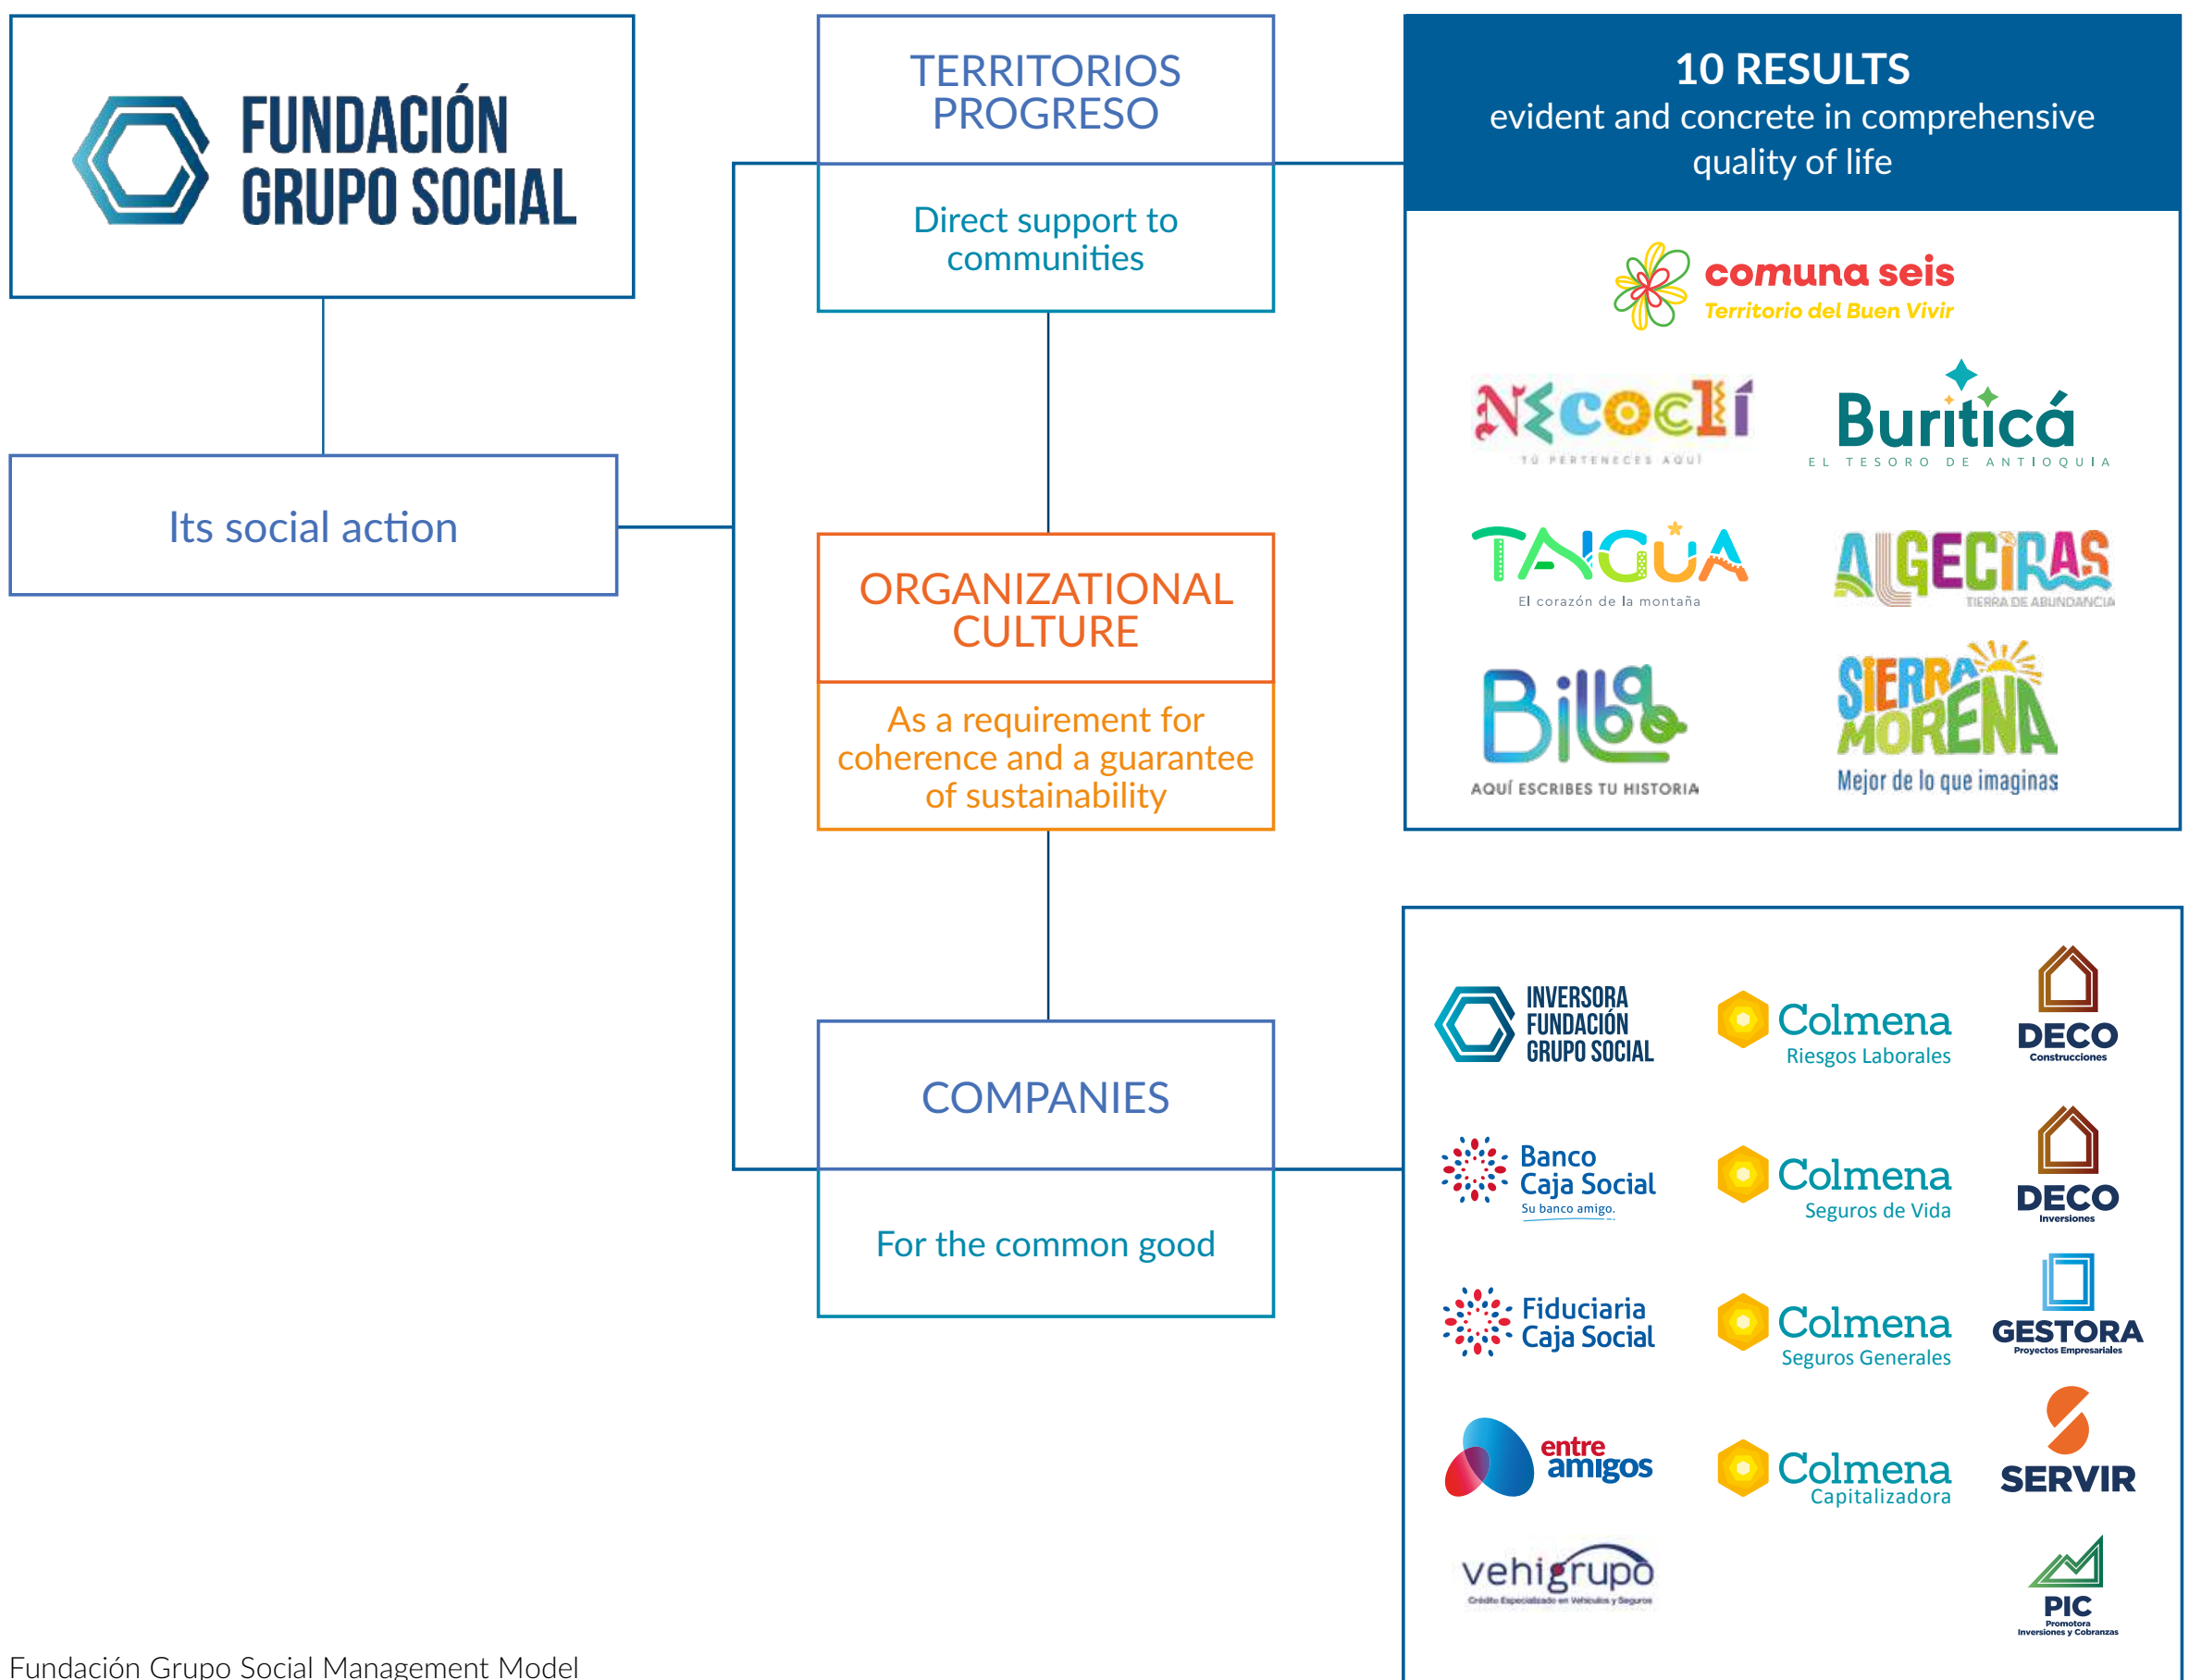 FUNDACIÓN
GRUPO SOCIAL
Its social action
TERRITORIOS
PROGRESO
Direct support to
communities
ORGANIZATIONAL
CULTURE
As a requirement for
coherence and a guarantee
of sustainability
COMPANIES
For the common good
10 RESULTS
evident and concrete in comprehensive
quality of life
comuna seis
Territorio del Buen Vivir
NECOCLÍ
TÚ PERTENECES AQUÍ
Buriticá
EL TESORO DE ANTIOQUIA
TAIGÜA
El corazón de la montaña
ALGECIRAS
TIERRA DE ABUNDANCIA
Bilbao
AQUÍ ESCRIBES TU HISTORIA
SIERRA
MORENA
Mejor de lo que imaginas
INVERSORA
FUNDACIÓN
GRUPO SOCIAL
Colmena
Riesgos Laborales
DECO
Construcciones
Banco
Caja Social
Su banco amigo.
Colmena
Seguros de Vida
DECO
Inversiones
Fiduciaria
Caja Social
Colmena
Seguros Generales
GESTORA
Proyectos Empresariales
entre
amigos
Colmena
Capitalizadora
SERVIR
vehigrupo
Crédito Especializado en Vehículos y Seguros
PIC
Promotora
Inversiones y Cobranzas
Fundación Grupo Social Management Model